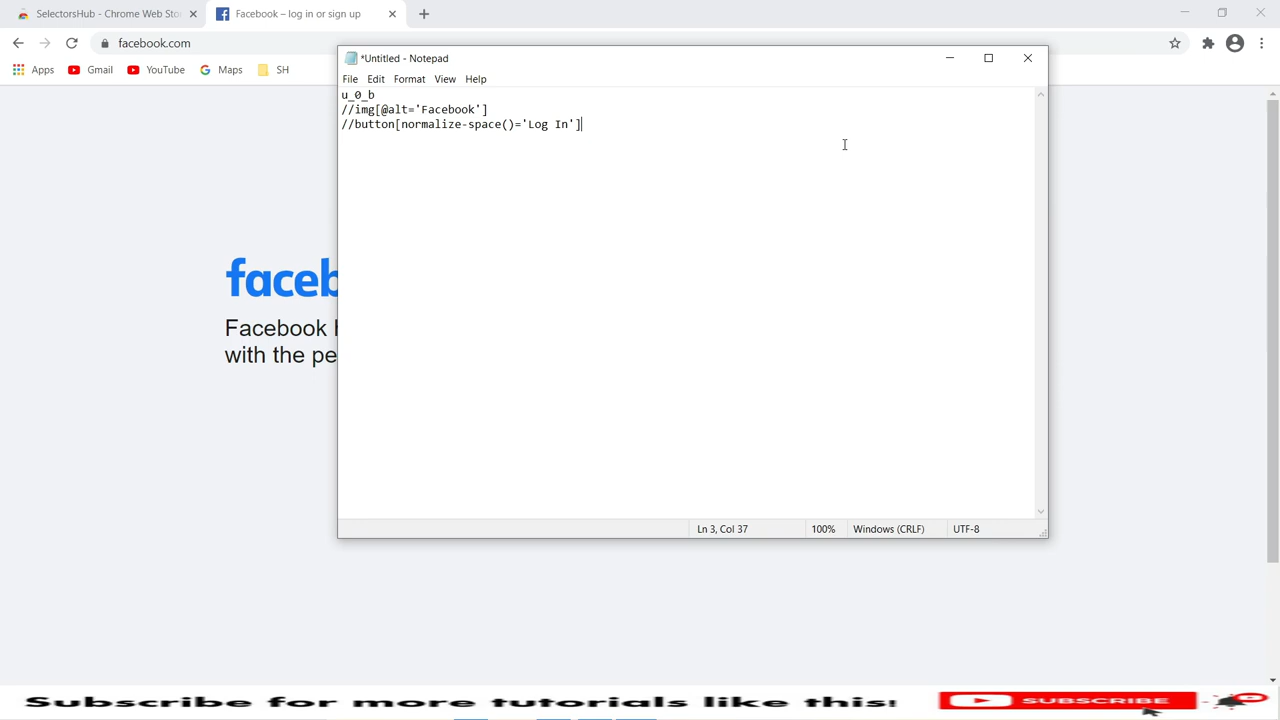 SelectorsHub - Chrome Web Sto
Facebook – log in or sign up
facebook.com
Apps
Gmail
YouTube
Maps
SH
*Untitled - Notepad
File Edit Format View Help
u_0_b
//img[@alt='Facebook']
//button[normalize-space()='Log In']
faceb
Facebook h
with the pe
Ln 3, Col 37
100%
Windows (CRLF)
UTF-8
Subscribe for more tutorials like this!
SUBSCRIBE